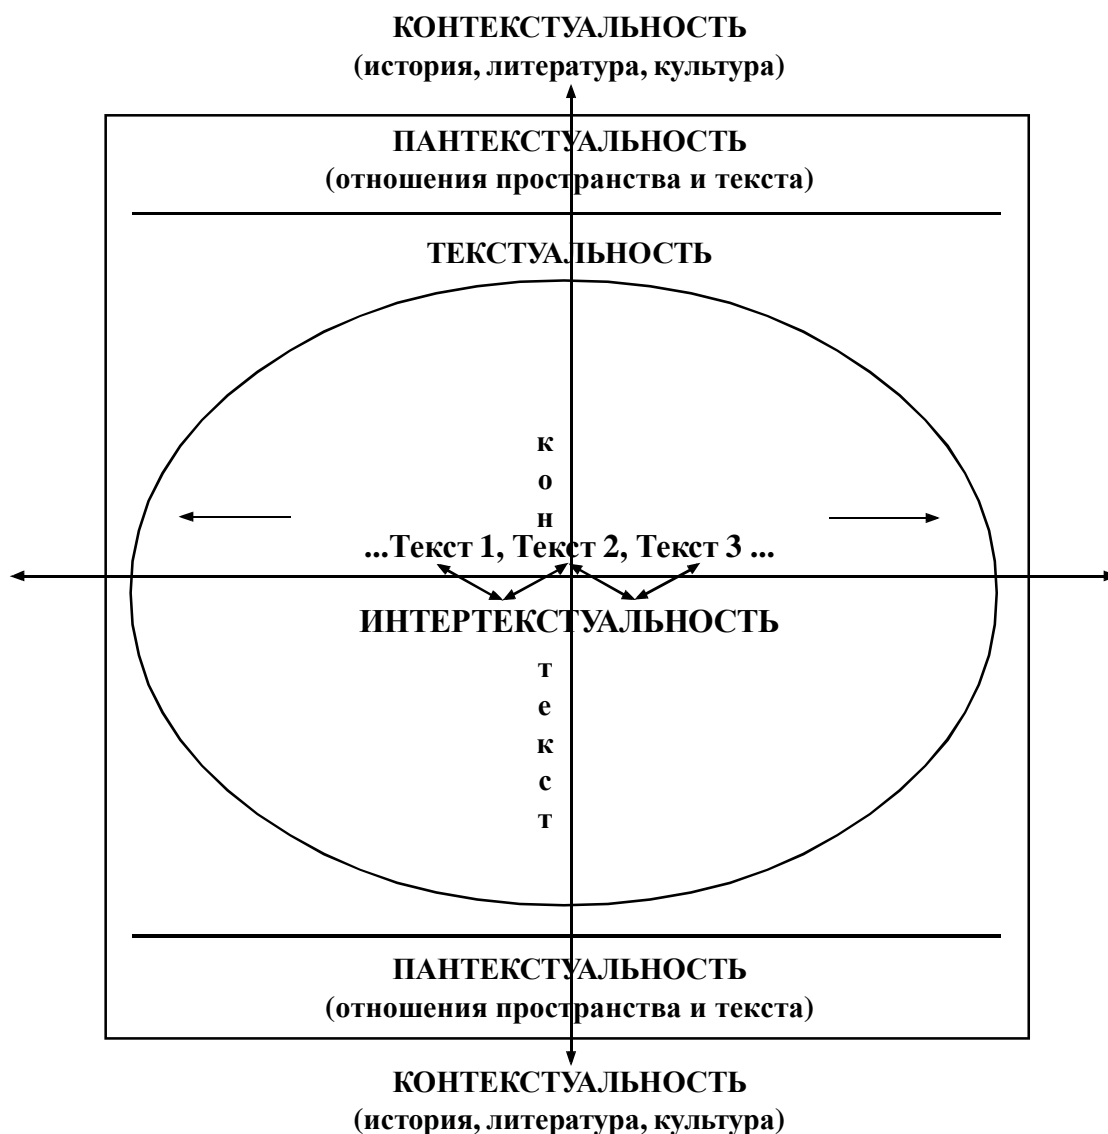 КОНТЕКСТУАЛЬНОСТЬ
(история, литература, культура)
ПАНТЕКСТУАЛЬНОСТЬ
(отношения пространства и текста)
ТЕКСТУАЛЬНОСТЬ
к
о
н
...Текст 1, Текст 2, Текст 3 ...
ИНТЕРТЕКСТУАЛЬНОСТЬ
т
е
к
с
т
ПАНТЕКСТУАЛЬНОСТЬ
(отношения пространства и текста)
КОНТЕКСТУАЛЬНОСТЬ
(история, литература, культура)